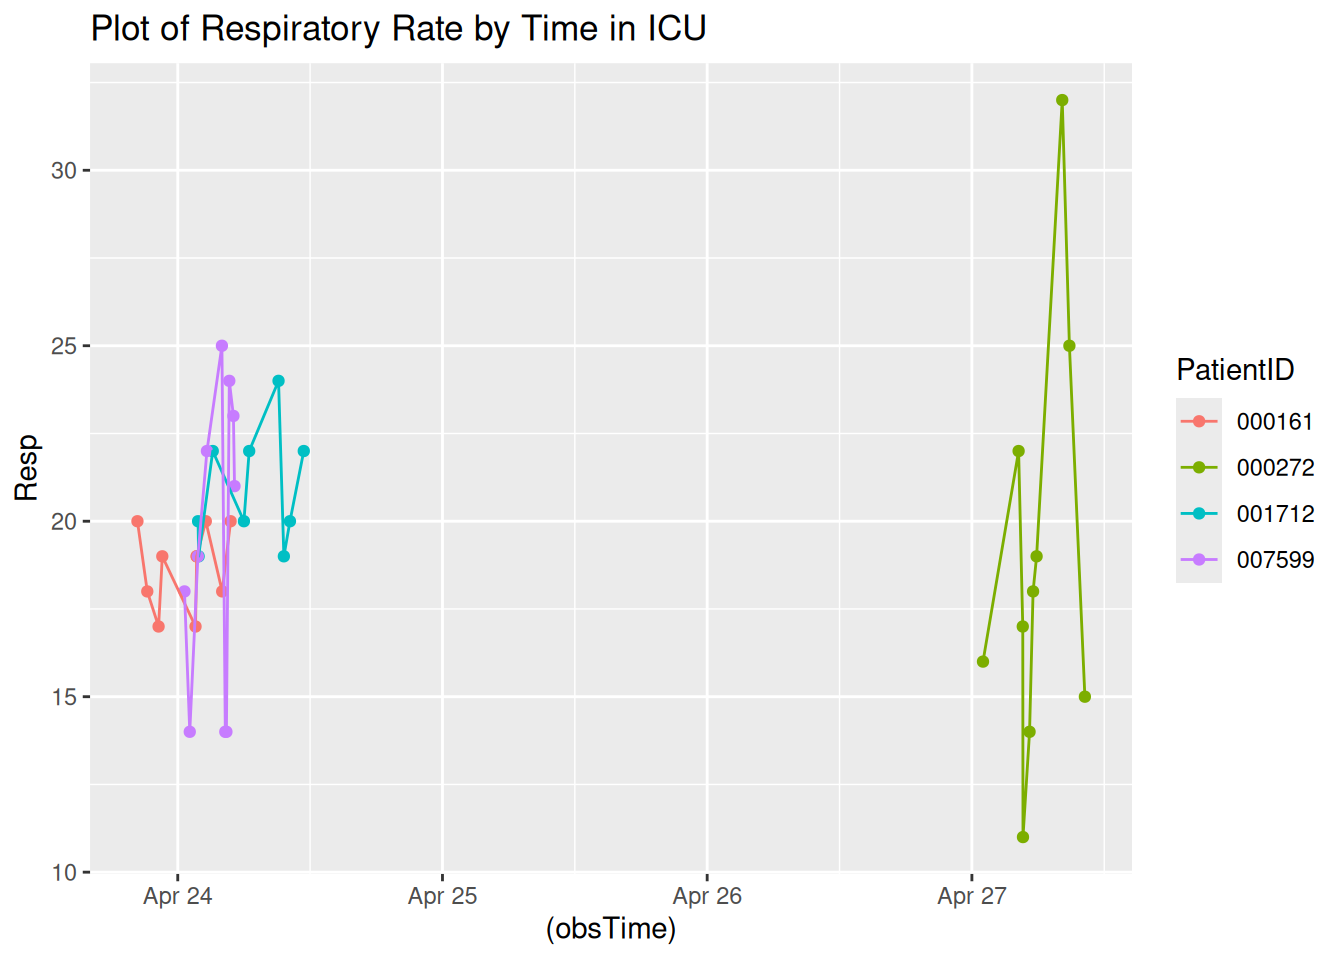 Plot of Respiratory Rate by Time in ICU
Resp
30
25
20
15
10
Apr 24
Apr 25
Apr 26
Apr 27
(obsTime)
PatientID
000161
000272
001712
007599